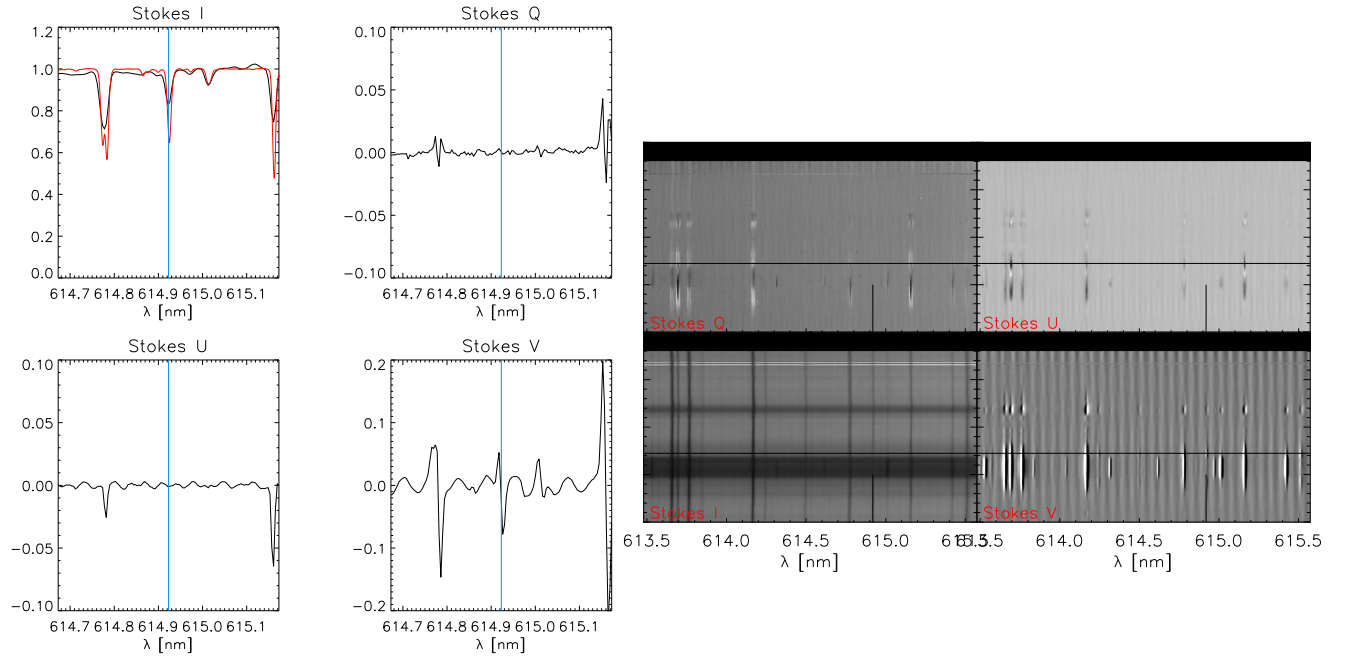 Stokes I
1.2
1.0
0.8
0.6
0.4
0.2
0.0
614.7 614.8 614.9 615.0 615.1
λ [nm]
Stokes Q
0.10
0.05
0.00
−0.05
−0.10
614.7 614.8 614.9 615.0 615.1
λ [nm]
Stokes U
0.10
0.05
0.00
−0.05
−0.10
614.7 614.8 614.9 615.0 615.1
λ [nm]
Stokes V
0.2
0.1
0.0
−0.1
−0.2
614.7 614.8 614.9 615.0 615.1
λ [nm]
Stokes Q
Stokes U
Stokes I
Stokes V
613.5 614.0 614.5 615.0
λ [nm]
614.0 614.5 615.0 615.5
λ [nm]